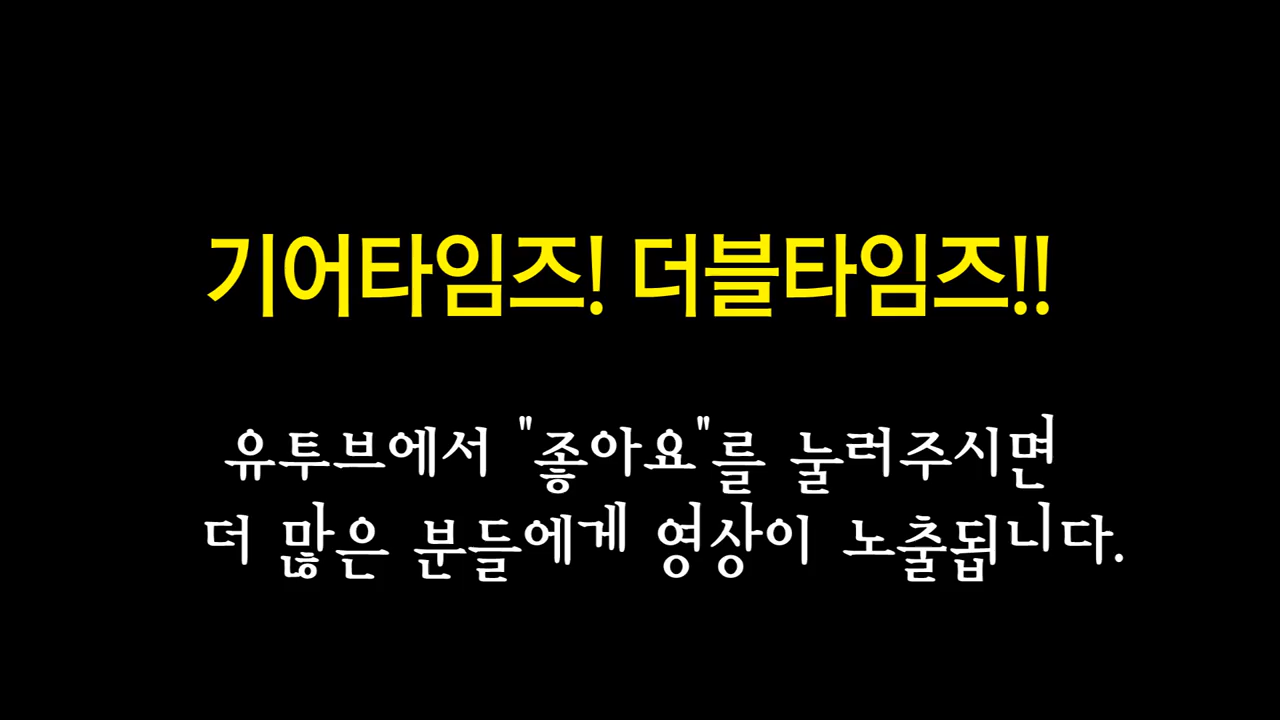 기어타임즈! 더블타임즈!!
유투브에서 "좋아요"를 눌러주시면
더 많은 분들에게 영상이 노출됩니다.